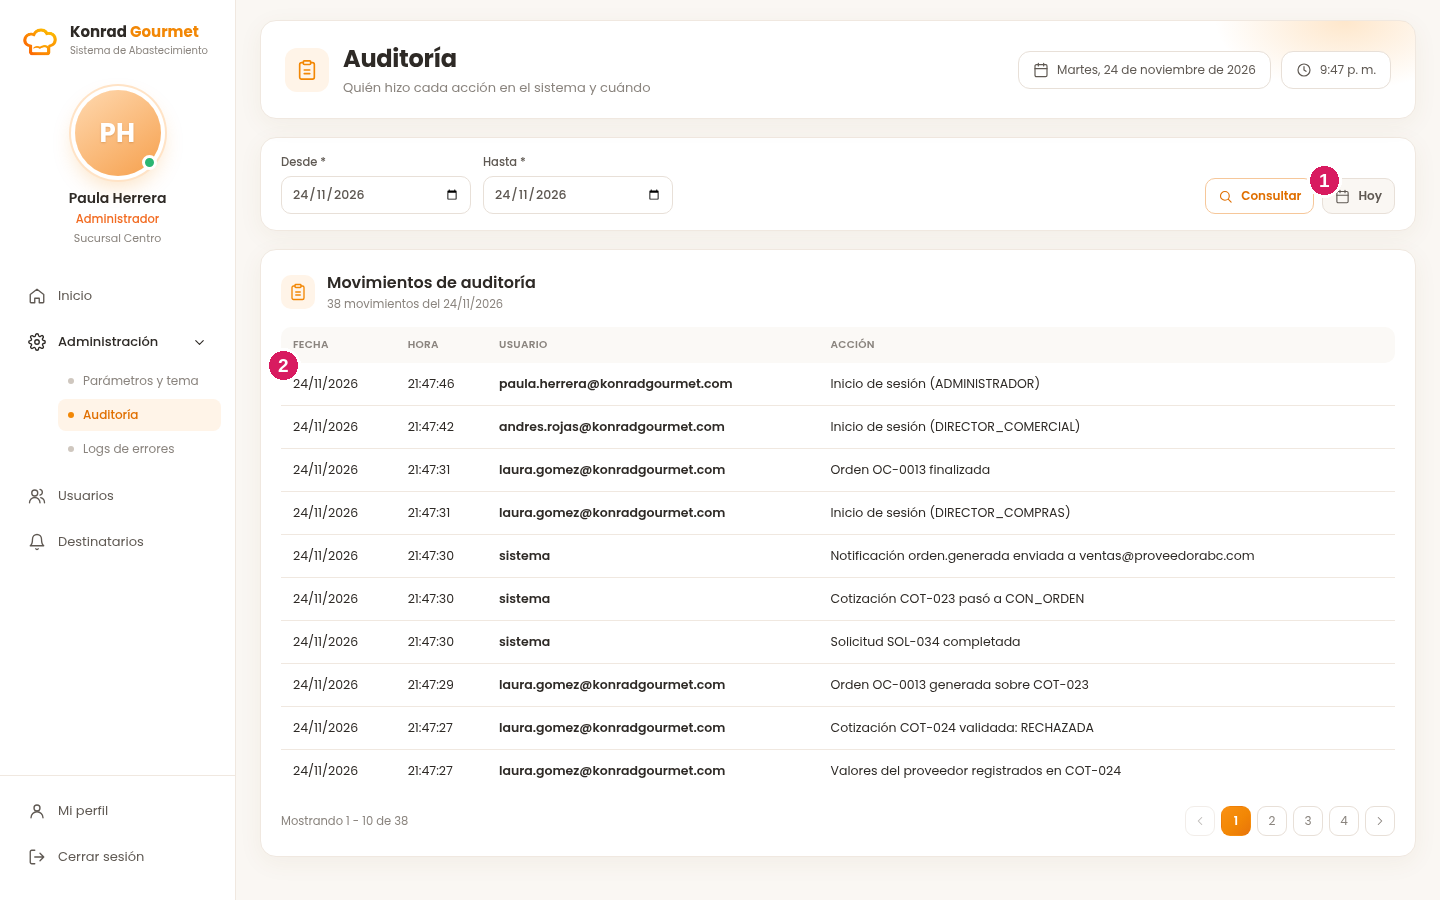 Konrad Gourmet
Sistema de Abastecimiento
PH
Paula Herrera
Administrador
Sucursal Centro
Inicio
Administración
Parámetros y tema
Auditoría
Logs de errores
Usuarios
Destinatarios
Mi perfil
Cerrar sesión
Auditoría
Quién hizo cada acción en el sistema y cuándo
Martes, 24 de noviembre de 2026
9:47 p. m.
Desde *
Hasta *
24/11/2026
24/11/2026
Consultar
1
Hoy
Movimientos de auditoría
38 movimientos del 24/11/2026
FECHA HORA USUARIO ACCIÓN
2
24/11/2026 21:47:46 paula.herrera@konradgourmet.com Inicio de sesión (ADMINISTRADOR)
24/11/2026 21:47:42 andres.rojas@konradgourmet.com Inicio de sesión (DIRECTOR_COMERCIAL)
24/11/2026 21:47:31 laura.gomez@konradgourmet.com Orden OC-0013 finalizada
24/11/2026 21:47:31 laura.gomez@konradgourmet.com Inicio de sesión (DIRECTOR_COMPRAS)
24/11/2026 21:47:30 sistema Notificación orden.generada enviada a ventas@proveedorabc.com
24/11/2026 21:47:30 sistema Cotización COT-023 pasó a CON_ORDEN
24/11/2026 21:47:30 sistema Solicitud SOL-034 completada
24/11/2026 21:47:29 laura.gomez@konradgourmet.com Orden OC-0013 generada sobre COT-023
24/11/2026 21:47:27 laura.gomez@konradgourmet.com Cotización COT-024 validada: RECHAZADA
24/11/2026 21:47:27 laura.gomez@konradgourmet.com Valores del proveedor registrados en COT-024
Mostrando 1 - 10 de 38
1 2 3 4